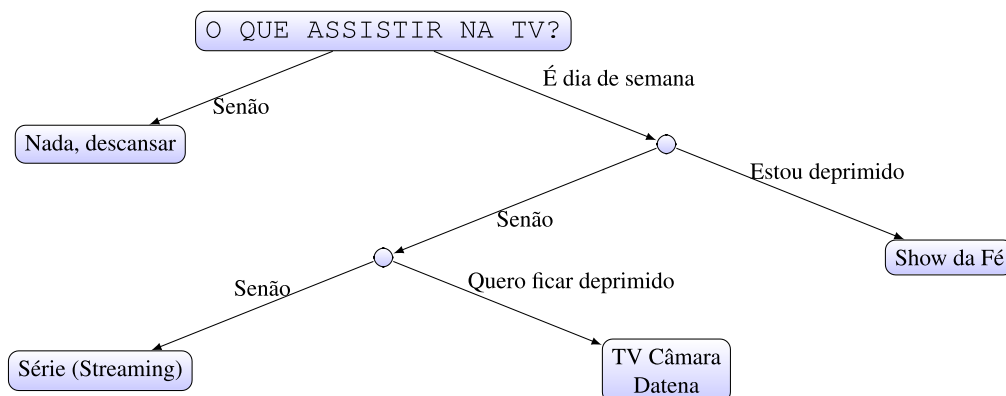 O QUE ASSISTIR NA TV?
É dia de semana
Senão
Nada, descansar
Estou deprimido
Senão
Show da Fé
Quero ficar deprimido
Senão
TV Câmara
Datena
Série (Streaming)